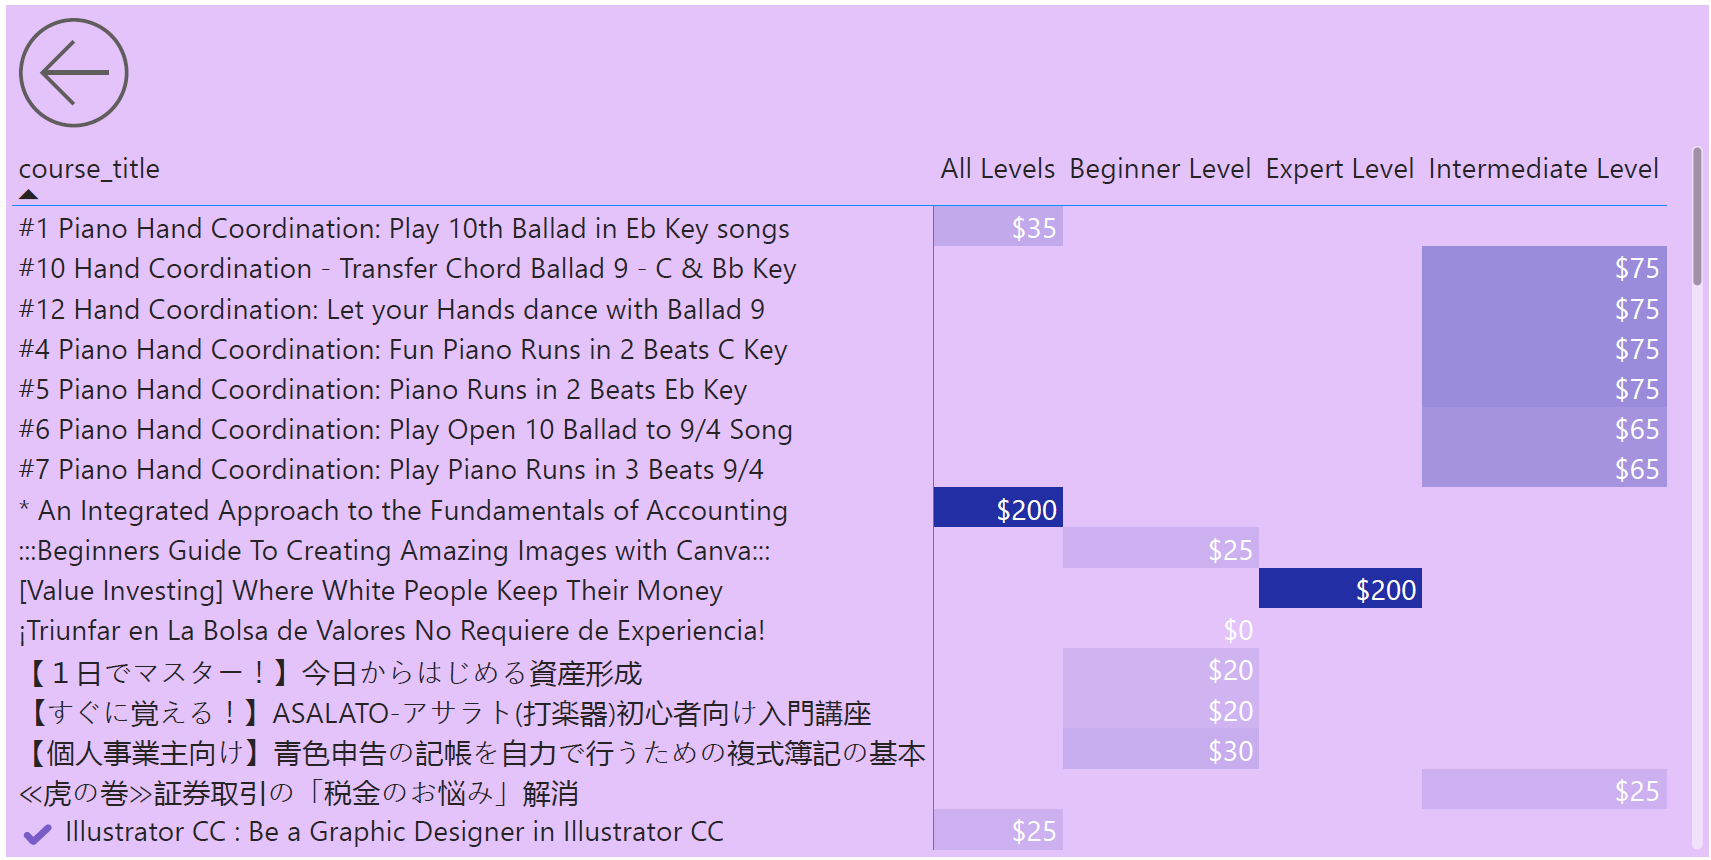 course_title All Levels Beginner Level Expert Level Intermediate Level
#1 Piano Hand Coordination: Play 10th Ballad in Eb Key songs $35
#10 Hand Coordination - Transfer Chord Ballad 9 - C & Bb Key $75
#12 Hand Coordination: Let your Hands dance with Ballad 9 $75
#4 Piano Hand Coordination: Fun Piano Runs in 2 Beats C Key $75
#5 Piano Hand Coordination: Piano Runs in 2 Beats Eb Key $75
#6 Piano Hand Coordination: Play Open 10 Ballad to 9/4 Song $65
#7 Piano Hand Coordination: Play Piano Runs in 3 Beats 9/4 $65
* An Integrated Approach to the Fundamentals of Accounting $200
:::Beginners Guide To Creating Amazing Images with Canva::: $25
[Value Investing] Where White People Keep Their Money $200
¡Triunfar en La Bolsa de Valores No Requiere de Experiencia! $0
【１日でマスター！】今日からはじめる資産形成 $20
【すぐに覚える！】ASALATO-アサラト(打楽器)初心者向け入門講座 $20
【個人事業主向け】青色申告の記帳を自力で行うための複式簿記の基本 $30
≪虎の巻≫証券取引の「税金のお悩み」解消 $25
✔ Illustrator CC : Be a Graphic Designer in Illustrator CC $25